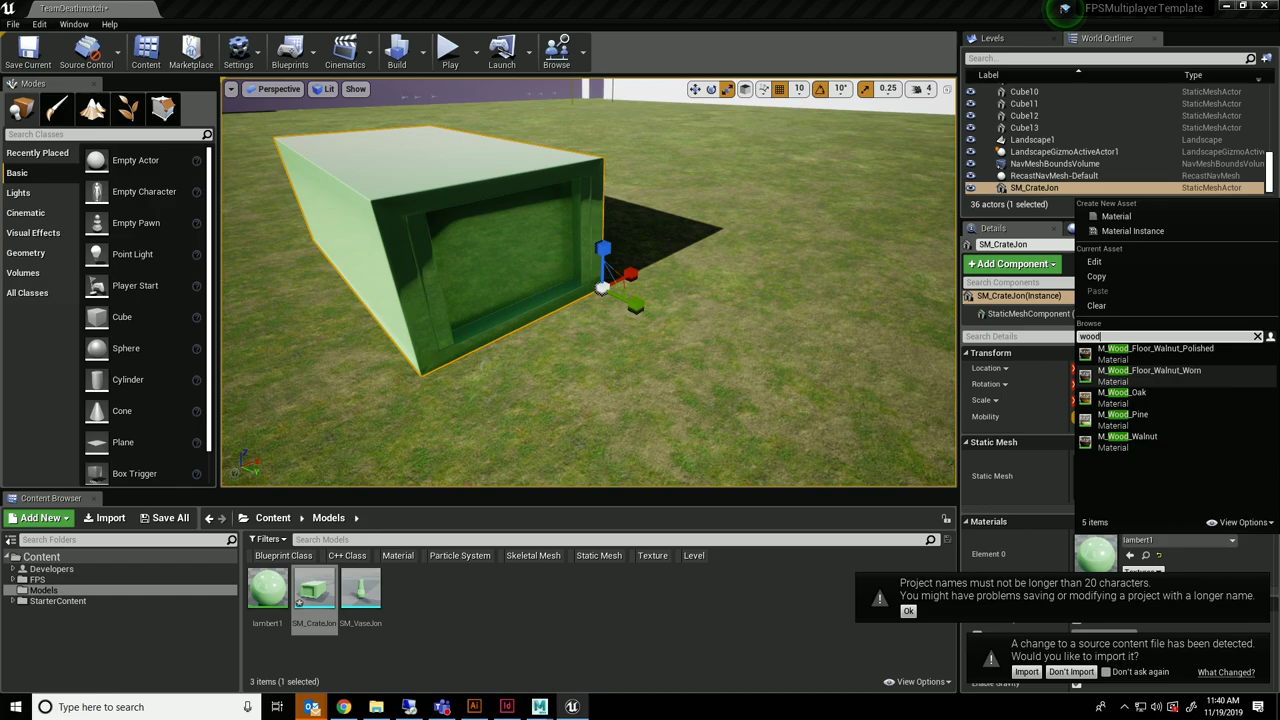 TeamDeathmatch*
FPSMultiplayerTemplate
File Edit Window Help
Save Current Source Control Content Marketplace Settings Blueprints Cinematics Build Play Launch Browse
Modes
Search Classes
Recently Placed
Basic
Lights
Cinematic
Visual Effects
Geometry
Volumes
All Classes
Empty Actor
Empty Character
Empty Pawn
Point Light
Player Start
Cube
Sphere
Cylinder
Cone
Plane
Box Trigger
Perspective Lit Show
10 10° 0.25 4
Levels World Outliner
Search...
Label Type
Cube10 StaticMeshActor
Cube11 StaticMeshActor
Cube12 StaticMeshActor
Cube13 StaticMeshActor
Landscape1 Landscape
LandscapeGizmoActiveActor1 LandscapeGizmoActiv
NavMeshBoundsVolume NavMeshBoundsVolun
RecastNavMesh-Default RecastNavMesh
SM_CrateJon StaticMeshActor
36 actors (1 selected)
Details
SM_CrateJon
+Add Component
Search Components
SM_CrateJon(Instance)
StaticMeshComponent (
Search Details
Transform
Location
Rotation
Scale
Mobility
Static Mesh
Static Mesh
Materials
Element 0
lambert1
Create New Asset
Material
Material Instance
Current Asset
Edit
Copy
Paste
Clear
Browse
wood
M_Wood_Floor_Walnut_Polished
Material
M_Wood_Floor_Walnut_Worn
Material
M_Wood_Oak
Material
M_Wood_Pine
Material
M_Wood_Walnut
Material
5 items View Options
Content Browser
Add New Import Save All Content Models
Search Folders
Content
Developers
FPS
Models
StarterContent
Filters Search Models
Blueprint Class C++ Class Material Particle System Skeletal Mesh Static Mesh Texture Level
lambert1 SM_CrateJon SM_VaseJon
3 items (1 selected) View Options
Project names must not be longer than 20 characters.
You might have problems saving or modifying a project with a longer name.
Ok
A change to a source content file has been detected.
Would you like to import it?
Import Don't Import Don't ask again What Changed?
Type here to search
11:40 AM
11/19/2019